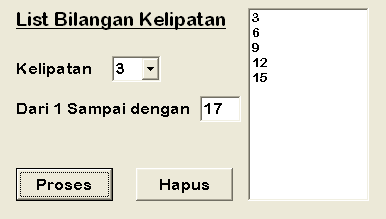 List Bilangan Kelipatan
Kelipatan 3
Dari 1 Sampai dengan 17
Proses Hapus
3
6
9
12
15